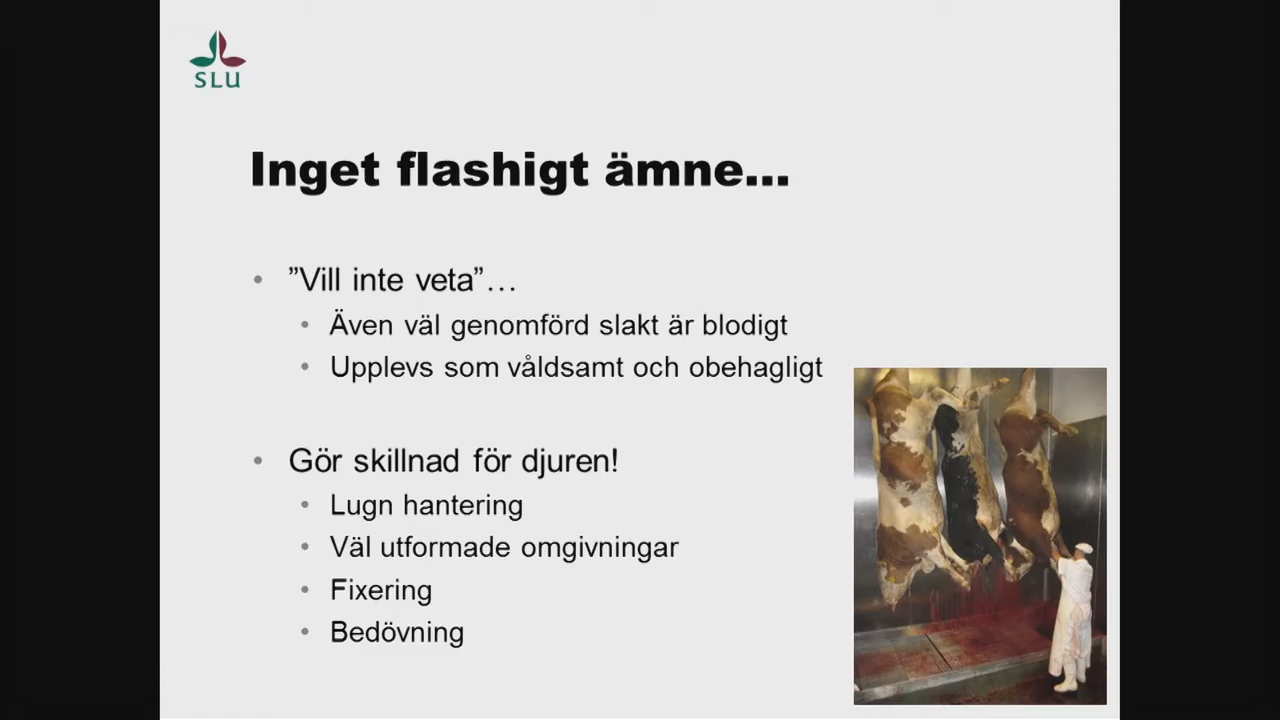 SLU
Inget flashigt ämne...
• ”Vill inte veta”…
• Även väl genomförd slakt är blodigt
• Upplevs som våldsamt och obehagligt
• Gör skillnad för djuren!
• Lugn hantering
• Väl utformade omgivningar
• Fixering
• Bedövning